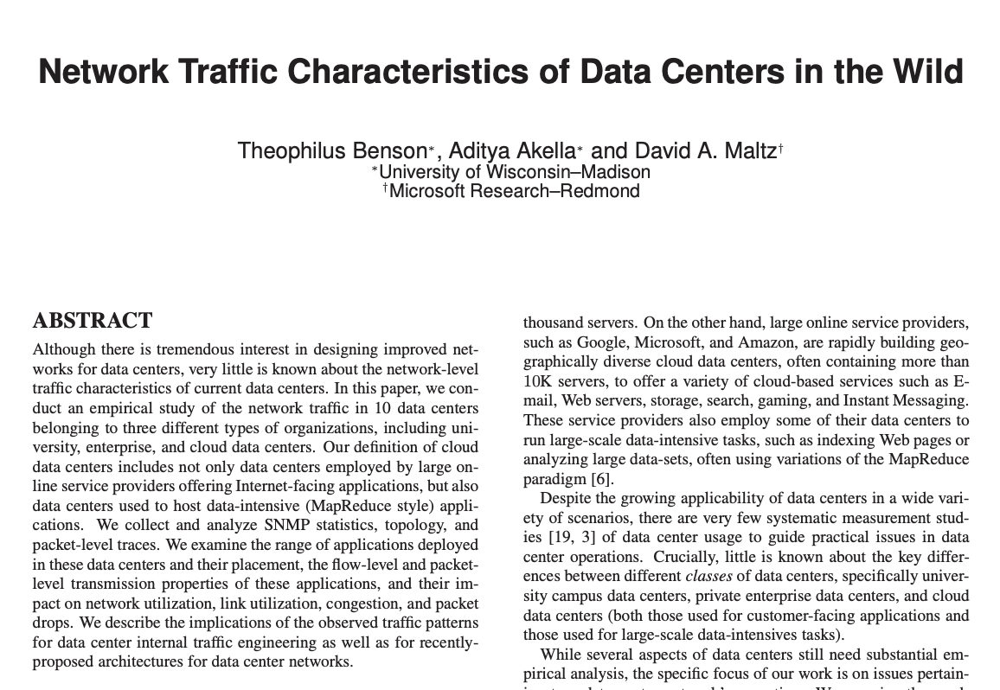 Network Traffic Characteristics of Data Centers in the Wild
Theophilus Benson∗, Aditya Akella∗ and David A. Maltz†
∗University of Wisconsin–Madison
†Microsoft Research–Redmond
ABSTRACT
Although there is tremendous interest in designing improved net-
works for data centers, very little is known about the network-level
traffic characteristics of current data centers. In this paper, we con-
duct an empirical study of the network traffic in 10 data centers
belonging to three different types of organizations, including uni-
versity, enterprise, and cloud data centers. Our definition of cloud
data centers includes not only data centers employed by large on-
line service providers offering Internet-facing applications, but also
data centers used to host data-intensive (MapReduce style) appli-
cations. We collect and analyze SNMP statistics, topology, and
packet-level traces. We examine the range of applications deployed
in these data centers and their placement, the flow-level and packet-
level transmission properties of these applications, and their im-
pact on network utilization, link utilization, congestion, and packet
drops. We describe the implications of the observed traffic patterns
for data center internal traffic engineering as well as for recently-
proposed architectures for data center networks.
thousand servers. On the other hand, large online service providers,
such as Google, Microsoft, and Amazon, are rapidly building geo-
graphically diverse cloud data centers, often containing more than
10K servers, to offer a variety of cloud-based services such as E-
mail, Web servers, storage, search, gaming, and Instant Messaging.
These service providers also employ some of their data centers to
run large-scale data-intensive tasks, such as indexing Web pages or
analyzing large data-sets, often using variations of the MapReduce
paradigm [6].
Despite the growing applicability of data centers in a wide vari-
ety of scenarios, there are very few systematic measurement stud-
ies [19, 3] of data center usage to guide practical issues in data
center operations. Crucially, little is known about the key differ-
ences between different classes of data centers, specifically univer-
sity campus data centers, private enterprise data centers, and cloud
data centers (both those used for customer-facing applications and
those used for large-scale data-intensives tasks).
While several aspects of data centers still need substantial em-
pirical analysis, the specific focus of our work is on issues pertain-